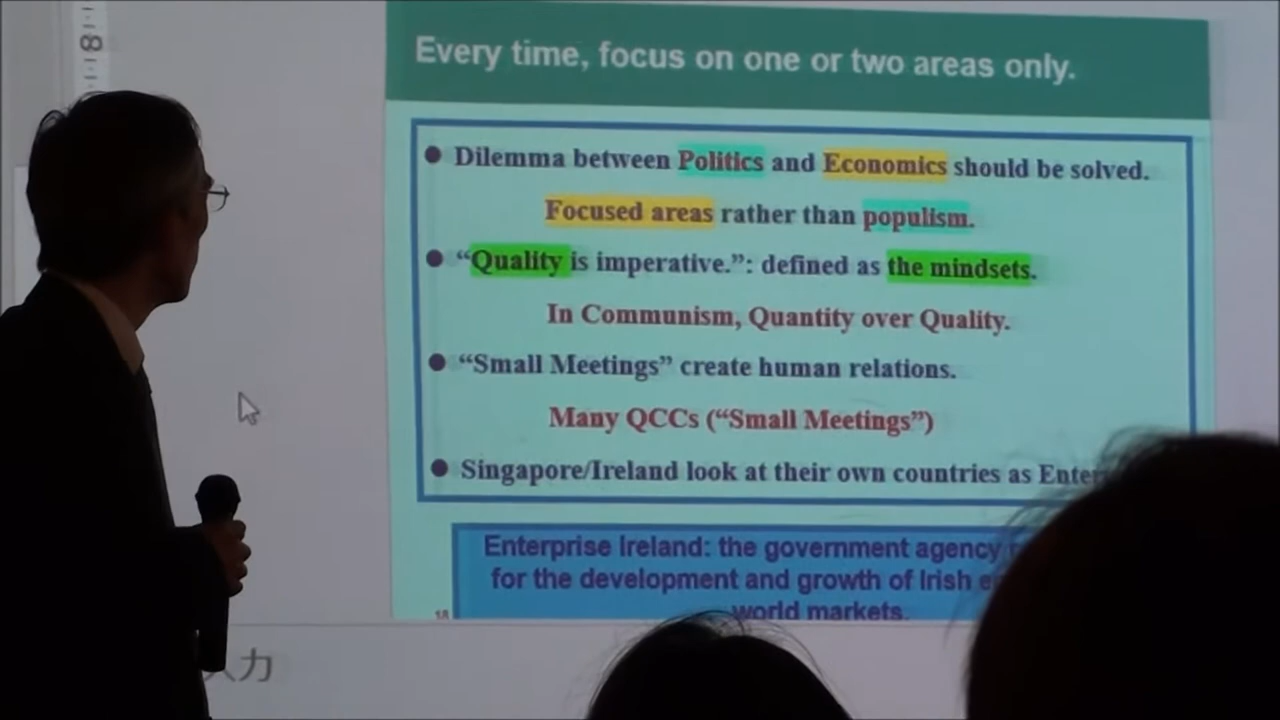 8
Every time, focus on one or two areas only.
● Dilemma between Politics and Economics should be solved.
Focused areas rather than populism.
● “Quality is imperative.”: defined as the mindsets.
In Communism, Quantity over Quality.
● “Small Meetings” create human relations.
Many QCCs (“Small Meetings”)
● Singapore/Ireland look at their own countries as
Enterprise Ireland: the government agency
for the development and growth of Irish
world markets.
18
力